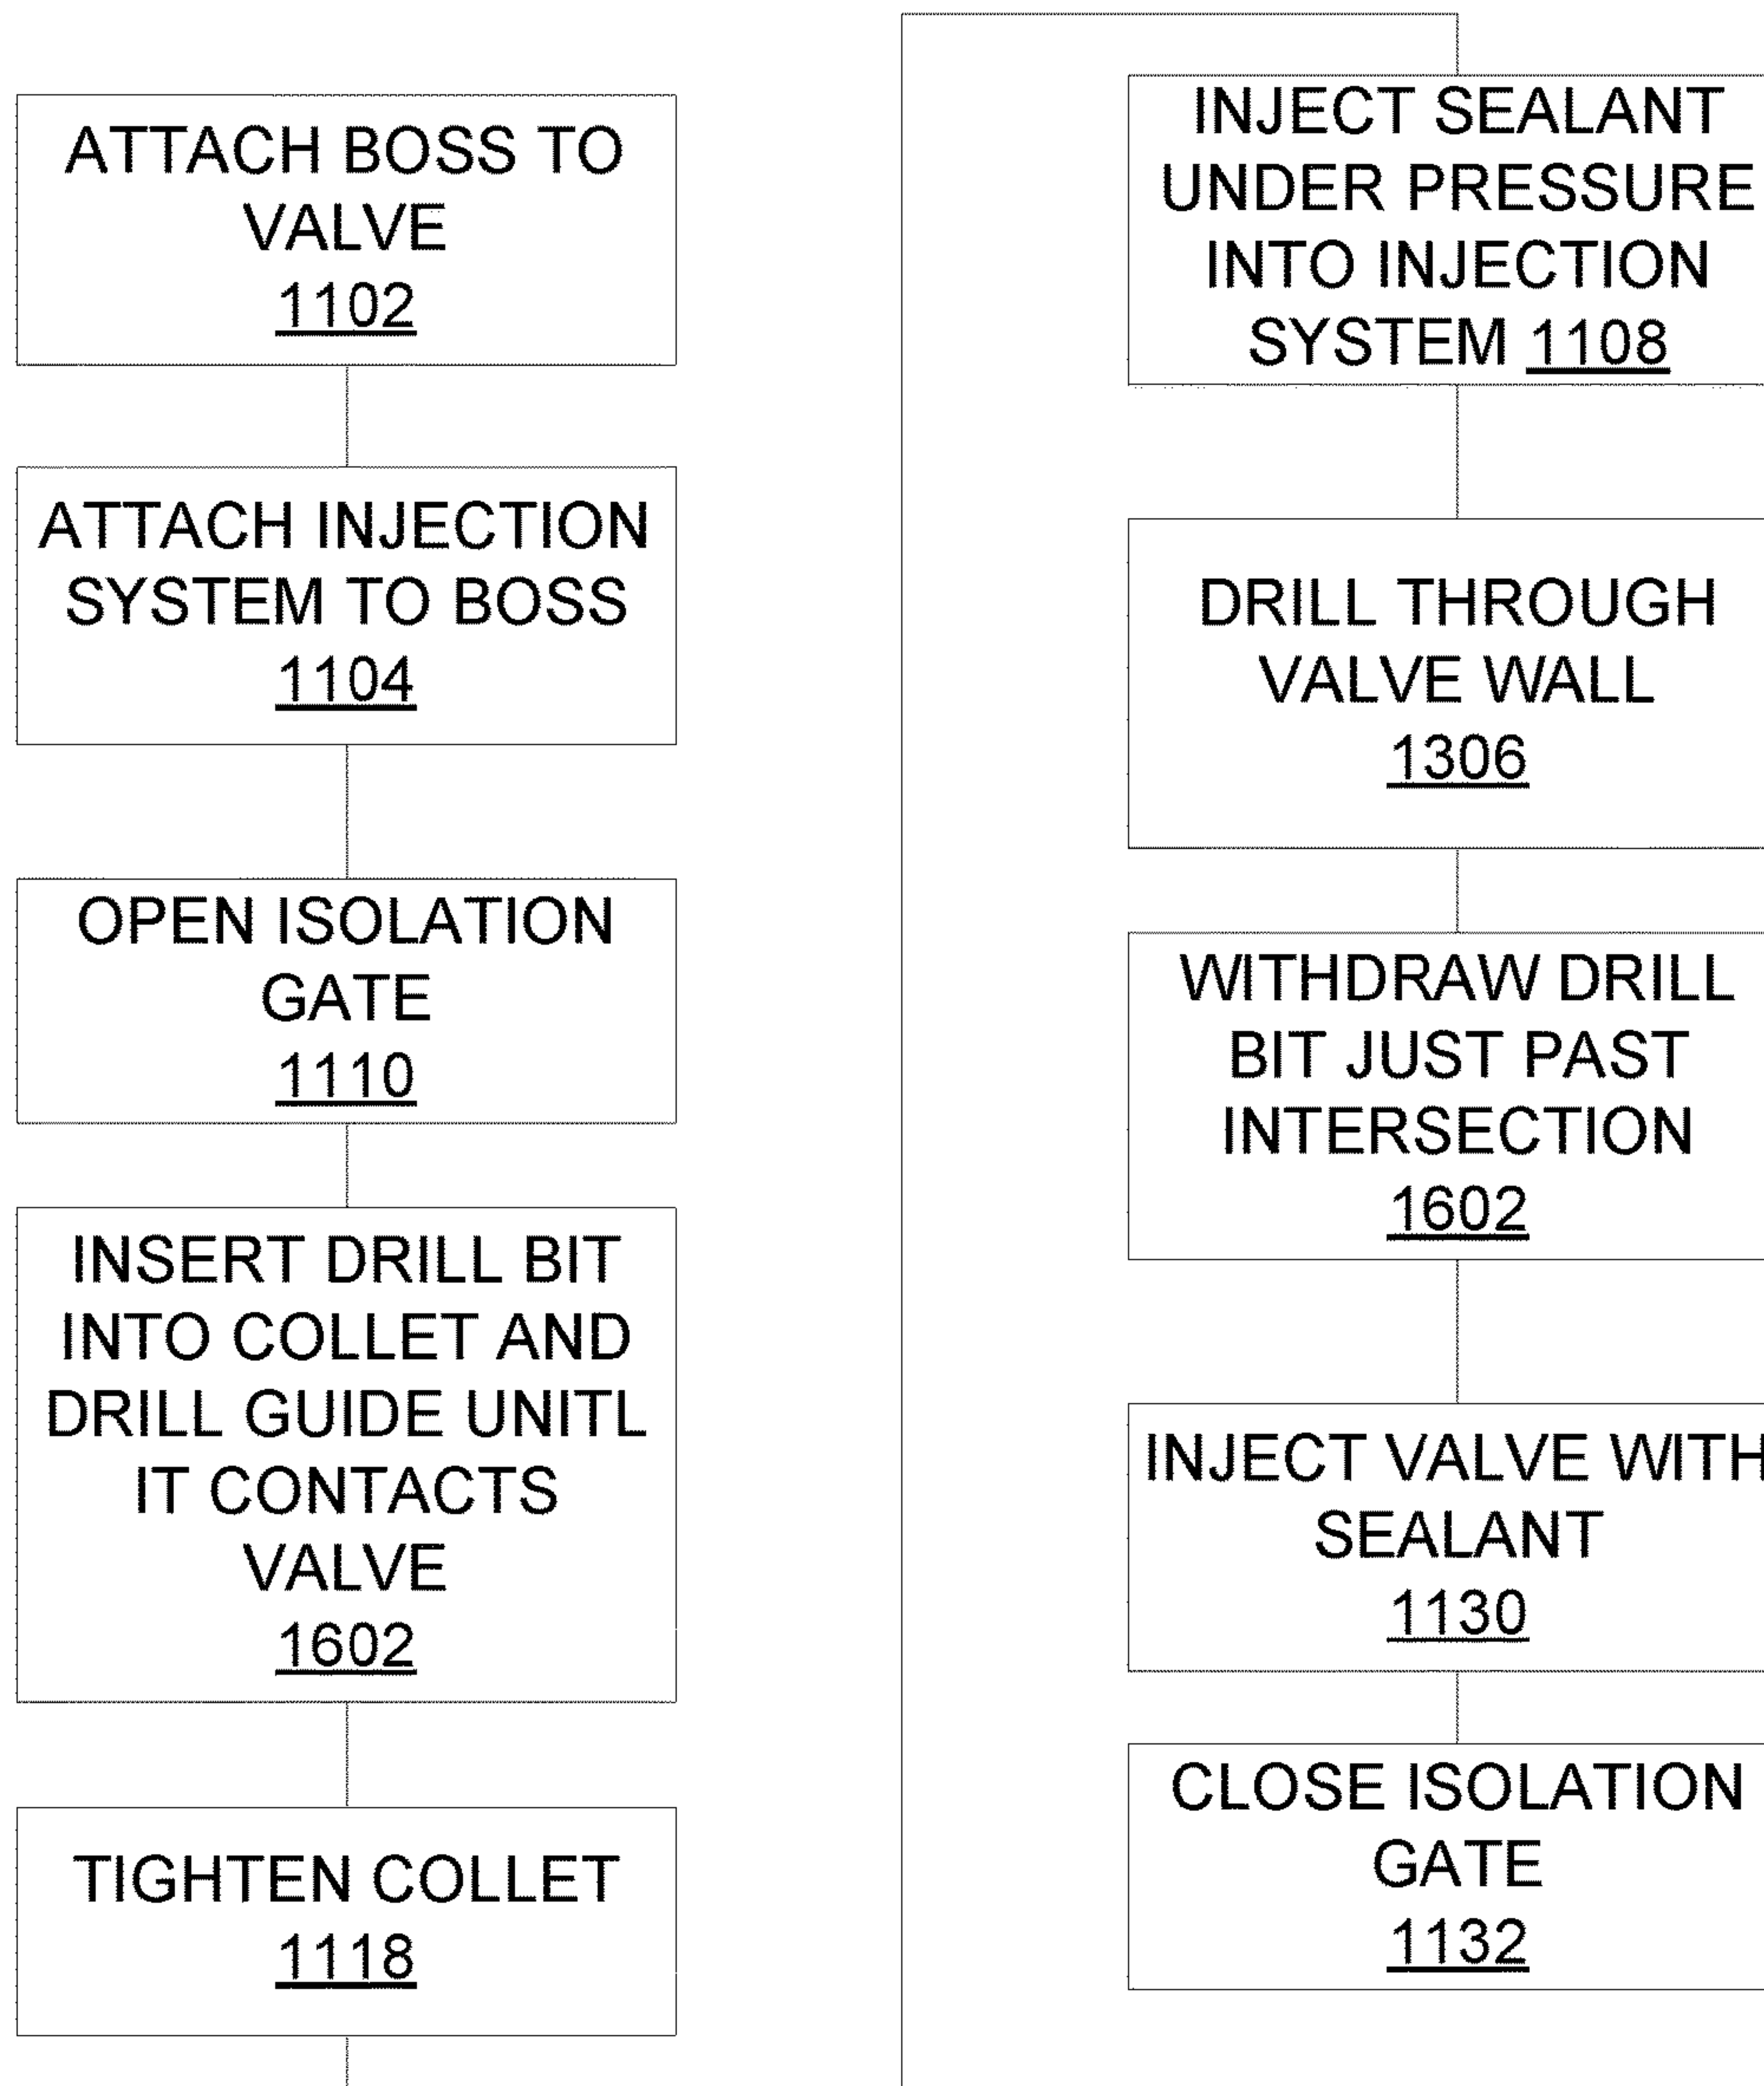 ATTACH BOSS TO
VALVE
1102
ATTACH INJECTION
SYSTEM TO BOSS
1104
OPEN ISOLATION
GATE
1110
INSERT DRILL BIT
INTO COLLET AND
DRILL GUIDE UNITL
IT CONTACTS
VALVE
1602
TIGHTEN COLLET
1118
INJECT SEALANT
UNDER PRESSURE
INTO INJECTION
SYSTEM 1108
DRILL THROUGH
VALVE WALL
1306
WITHDRAW DRILL
BIT JUST PAST
INTERSECTION
1602
INJECT VALVE WITH
SEALANT
1130
CLOSE ISOLATION
GATE
1132